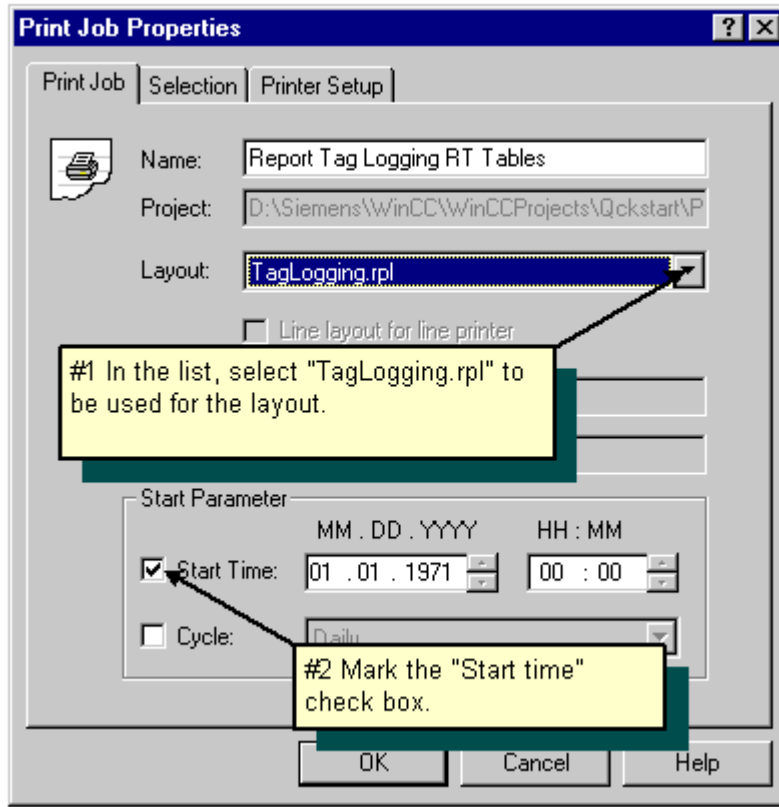 Print Job Properties
Print Job Selection Printer Setup
Name: Report Tag Logging RT Tables
Project: D:\Siemens\WinCC\WinCCProjects\Qckstart\P
Layout: TagLogging.rpl
Line layout for line printer
#1 In the list, select "TagLogging.rpl" to
be used for the layout.
Start Parameter
MM . DD . YYYY HH : MM
Start Time: 01 . 01 . 1971 00 : 00
Cycle: Daily
#2 Mark the "Start time"
check box.
OK Cancel Help